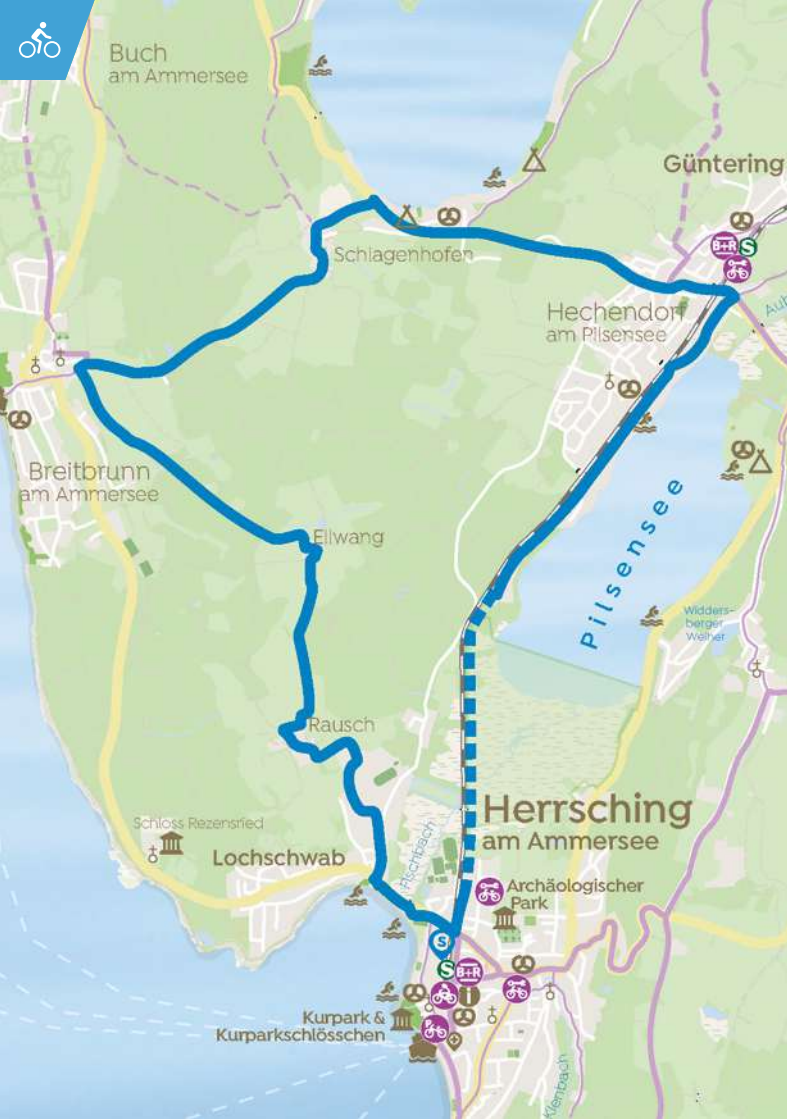 Buch
am Ammersee
Güntering
Schlagenhofen
B+R
S
Hechendorf
am Pilsensee
Breitbrunn
am Ammersee
Ellwang
Pilsensee
Widders-
berger
Weiher
Rausch
Herrsching
am Ammersee
Schloss Rezensried
Lochschwab
Fischbach
Archäologischer
Park
S
S
B+R
i
Kurpark &
Kurparkschlösschen